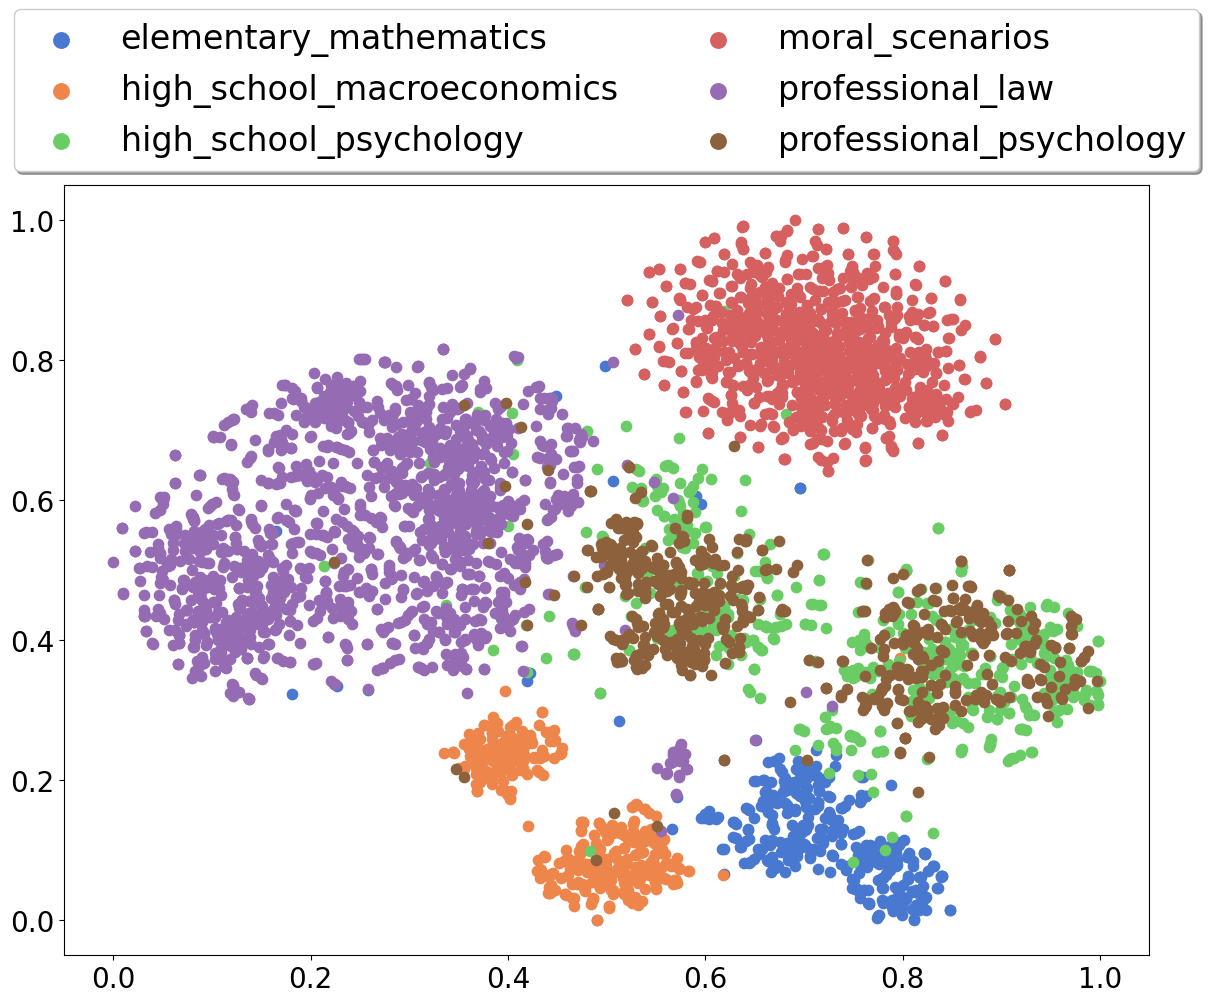 elementary_mathematics
high_school_macroeconomics
high_school_psychology
moral_scenarios
professional_law
professional_psychology
1.0
0.8
0.6
0.4
0.2
0.0
0.0 0.2 0.4 0.6 0.8 1.0